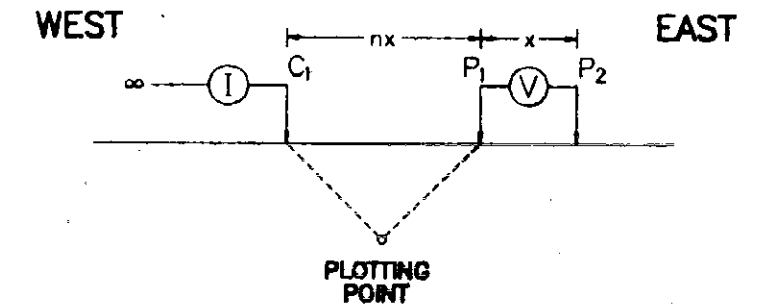 WEST
EAST
nx
x
∞
I
C₁
P₁
V
P₂
PLOTTING
POINT